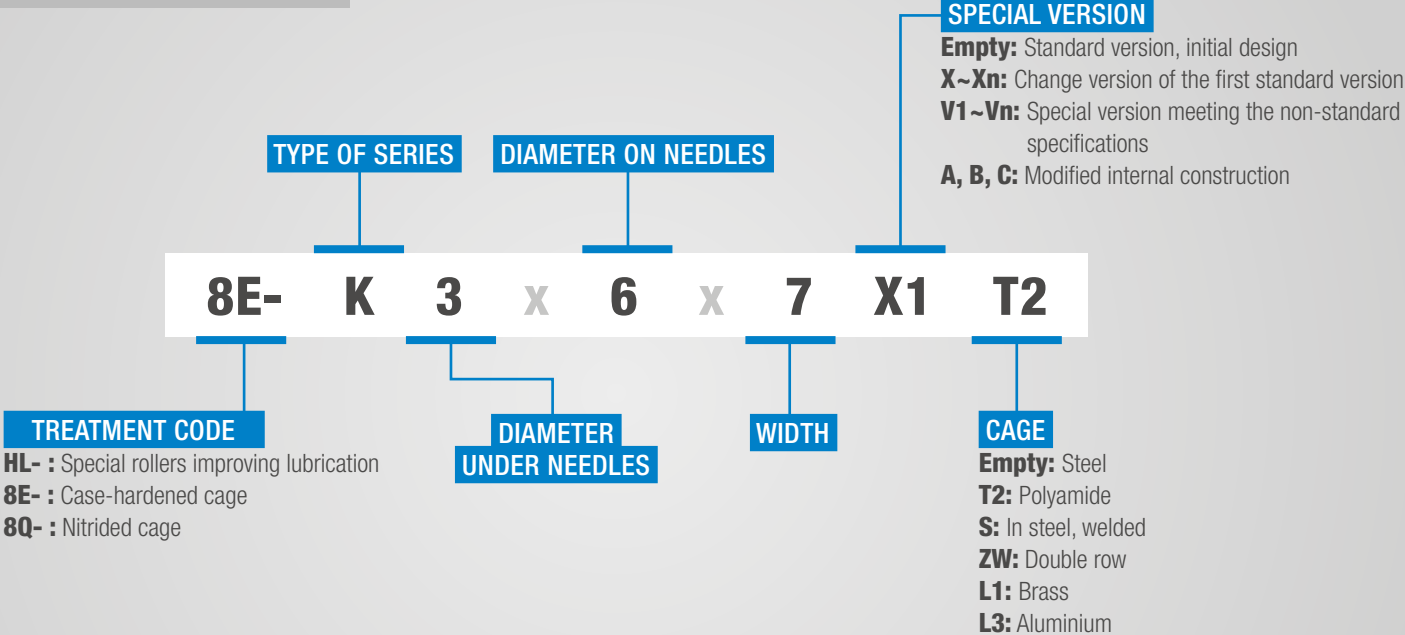 SPECIAL VERSION
Empty: Standard version, initial design
X~Xn: Change version of the first standard version
V1~Vn: Special version meeting the non-standard
specifications
A, B, C: Modified internal construction
TYPE OF SERIES
DIAMETER ON NEEDLES
8E- K 3 x 6 x 7 X1 T2
TREATMENT CODE
HL- : Special rollers improving lubrication
8E- : Case-hardened cage
8Q- : Nitrided cage
DIAMETER
UNDER NEEDLES
WIDTH
CAGE
Empty: Steel
T2: Polyamide
S: In steel, welded
ZW: Double row
L1: Brass
L3: Aluminium